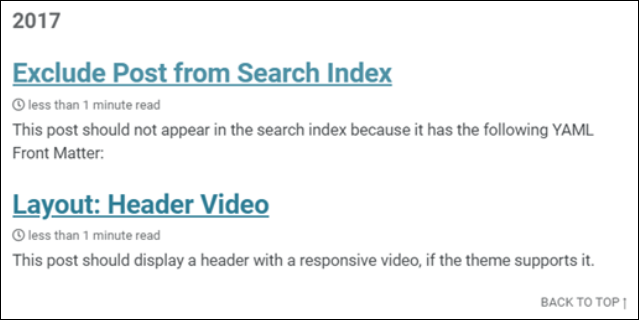 2017
Exclude Post from Search Index
less than 1 minute read
This post should not appear in the search index because it has the following YAML
Front Matter:
Layout: Header Video
less than 1 minute read
This post should display a header with a responsive video, if the theme supports it.
BACK TO TOP ↑